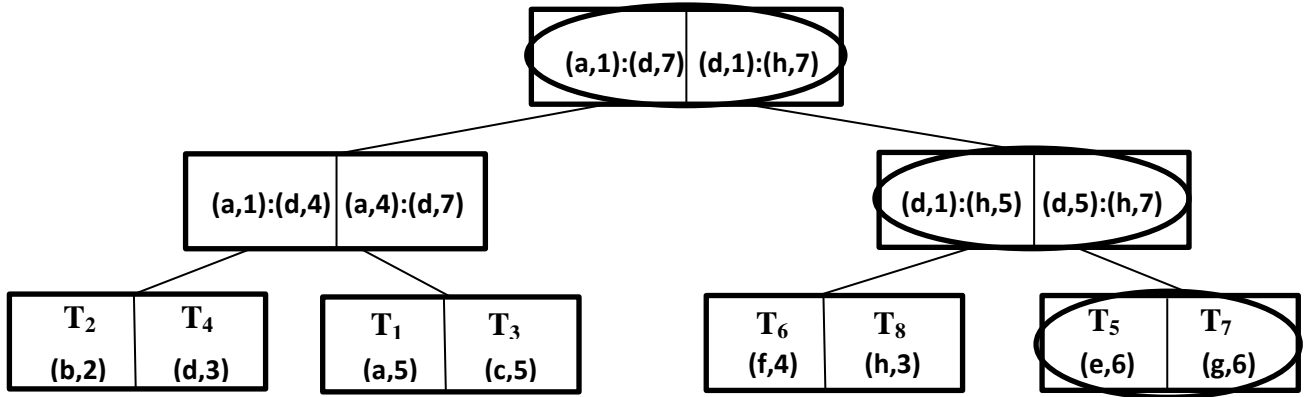 (a,1):(d,7) (d,1):(h,7)
(a,1):(d,4) (a,4):(d,7)
(d,1):(h,5) (d,5):(h,7)
T₂ T₄
(b,2) (d,3)
T₁ T₃
(a,5) (c,5)
T₆ T₈
(f,4) (h,3)
T₅ T₇
(e,6) (g,6)